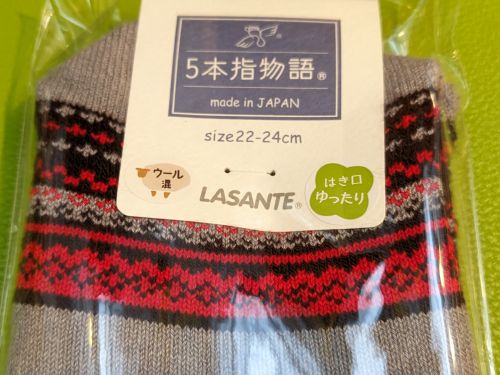 5本指物語®
made in JAPAN
size22-24cm
ウール
混
LASANTE®
はき口
ゆったり